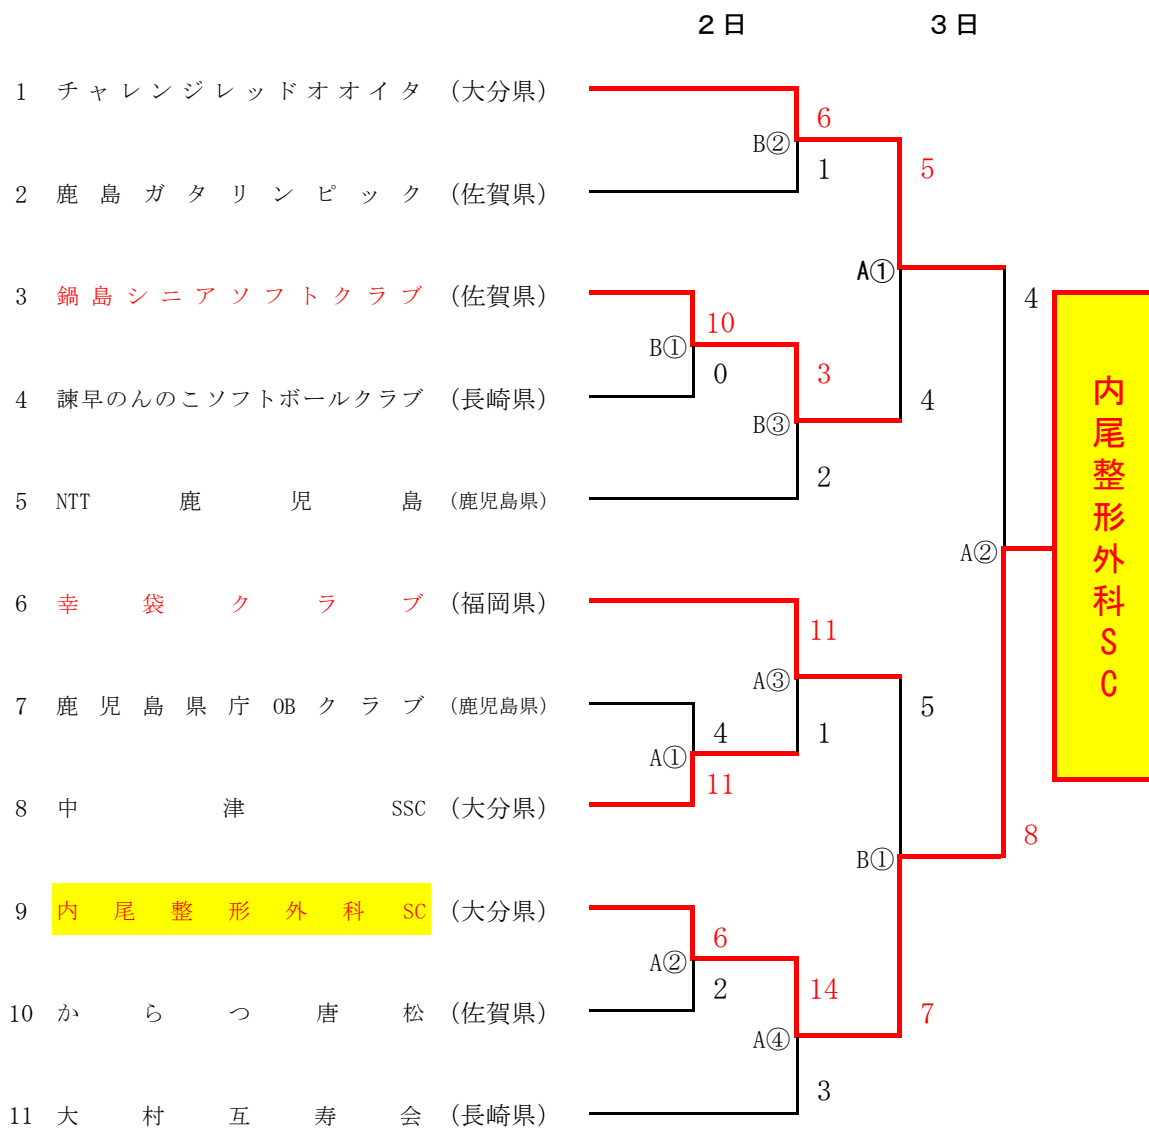 ２日 ３日
1 チャレンジレッドオオイタ (大分県)
6
B②
1
5
2 鹿島ガタリンピック (佐賀県)
A①
3 鍋島シニアソフトクラブ (佐賀県)
4
10
B①
0
3
4 諫早のんのこソフトボールクラブ (長崎県)
4
B③
2
5 NTT鹿児島 (鹿児島県)
内尾整形外科SC
A②
6 幸袋クラブ (福岡県)
11
A③
5
7 鹿児島県庁OBクラブ (鹿児島県)
4
1
A①
11
8 中津SSC (大分県)
8
B①
9 内尾整形外科SC (大分県)
6
A②
2
14
7
10 からつ唐松 (佐賀県)
A④
3
11 大村互寿会 (長崎県)